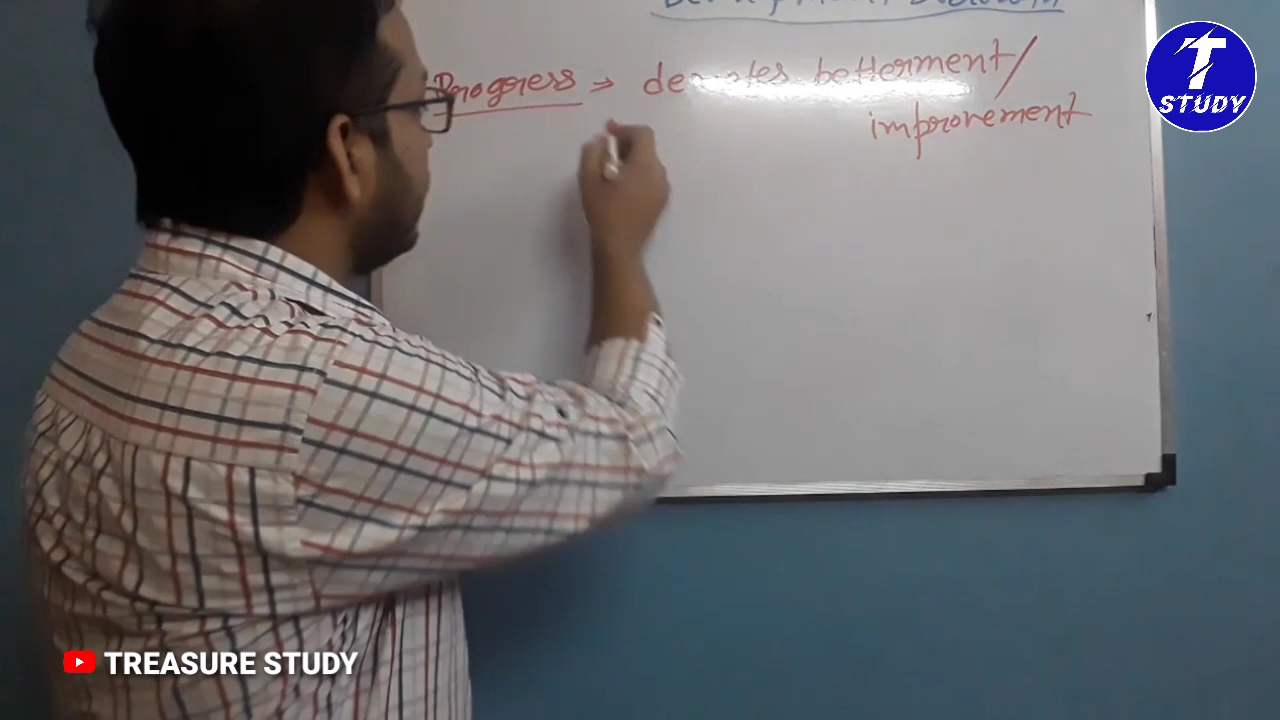 Progress → denotes betterment/
improvement
T
STUDY
TREASURE STUDY